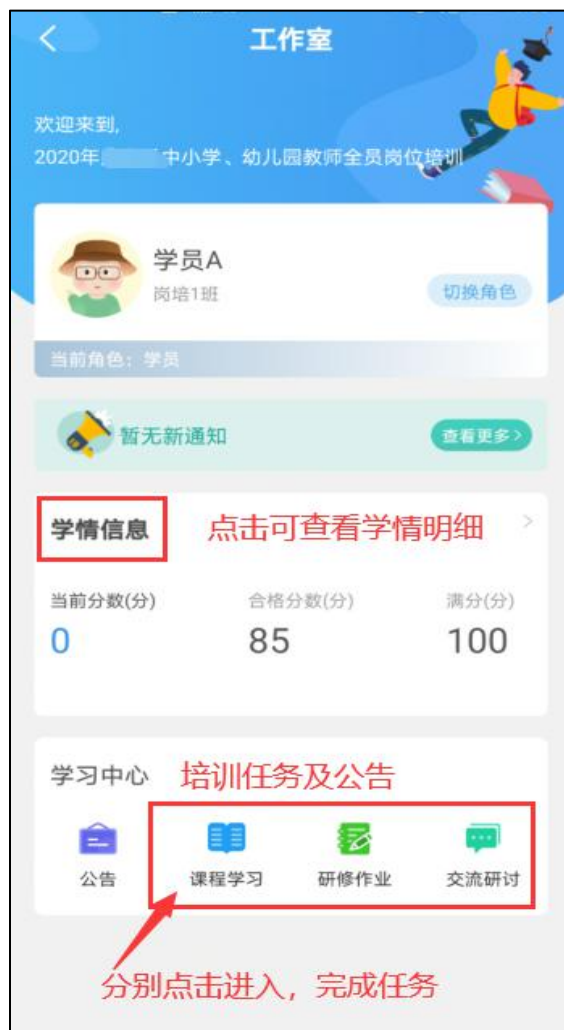 工作室
欢迎来到,
2020年 中小学、幼儿园教师全员岗位培训
学员A
岗培1班
切换角色
当前角色：学员
暂无新通知
查看更多>
学情信息 点击可查看学情明细
当前分数(分) 合格分数(分) 满分(分)
0 85 100
学习中心 培训任务及公告
公告 课程学习 研修作业 交流研讨
分别点击进入，完成任务